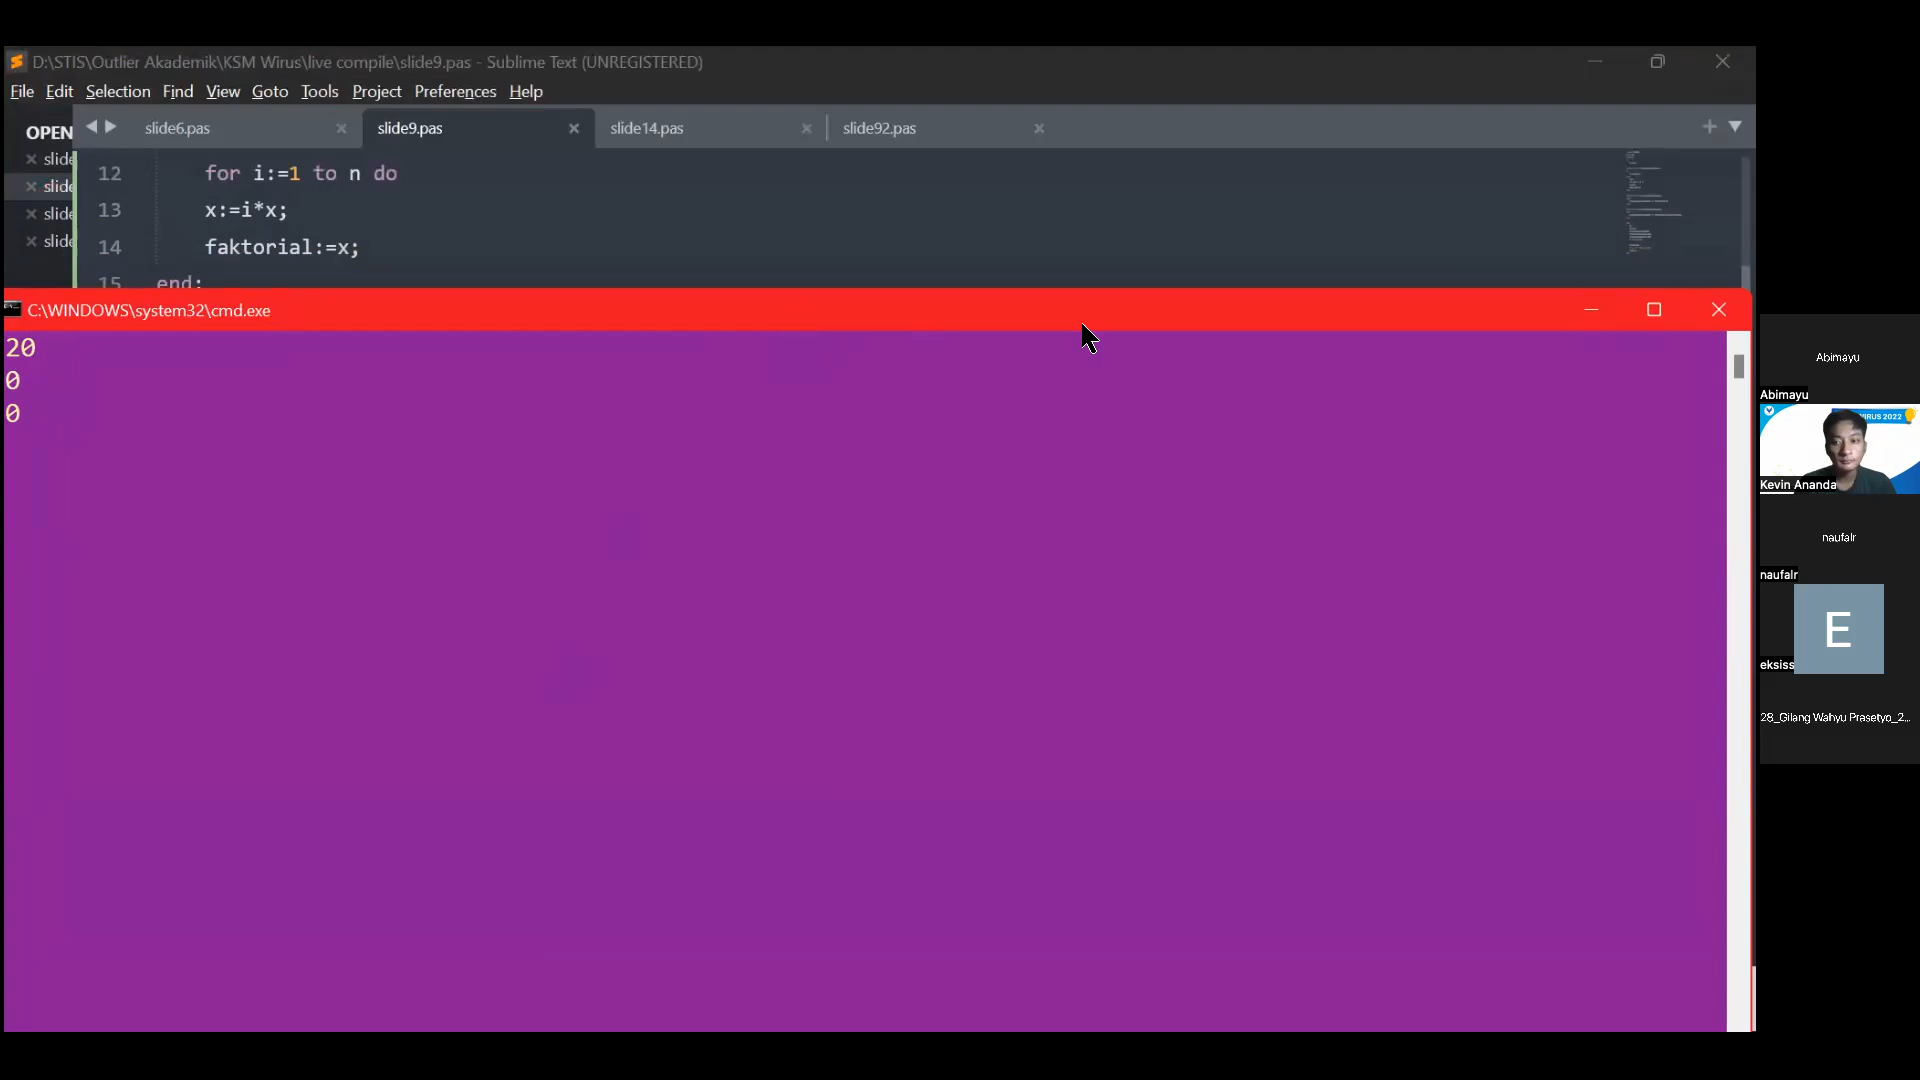 D:\STIS\Outlier Akademik\KSM Wirus\live compile\slide9.pas - Sublime Text (UNREGISTERED)
File Edit Selection Find View Goto Tools Project Preferences Help
OPEN
slide6.pas
slide9.pas
slide14.pas
slide92.pas
slide
slide
slide
slide
12 for i:=1 to n do
13 x:=i*x;
14 faktorial:=x;
15 end;
C:\WINDOWS\system32\cmd.exe
20
0
0
Abimayu
Abimayu
IRUS 2022
Kevin Ananda
naufalr
naufalr
E
eksiss
28_Gilang Wahyu Prasetyo_2...